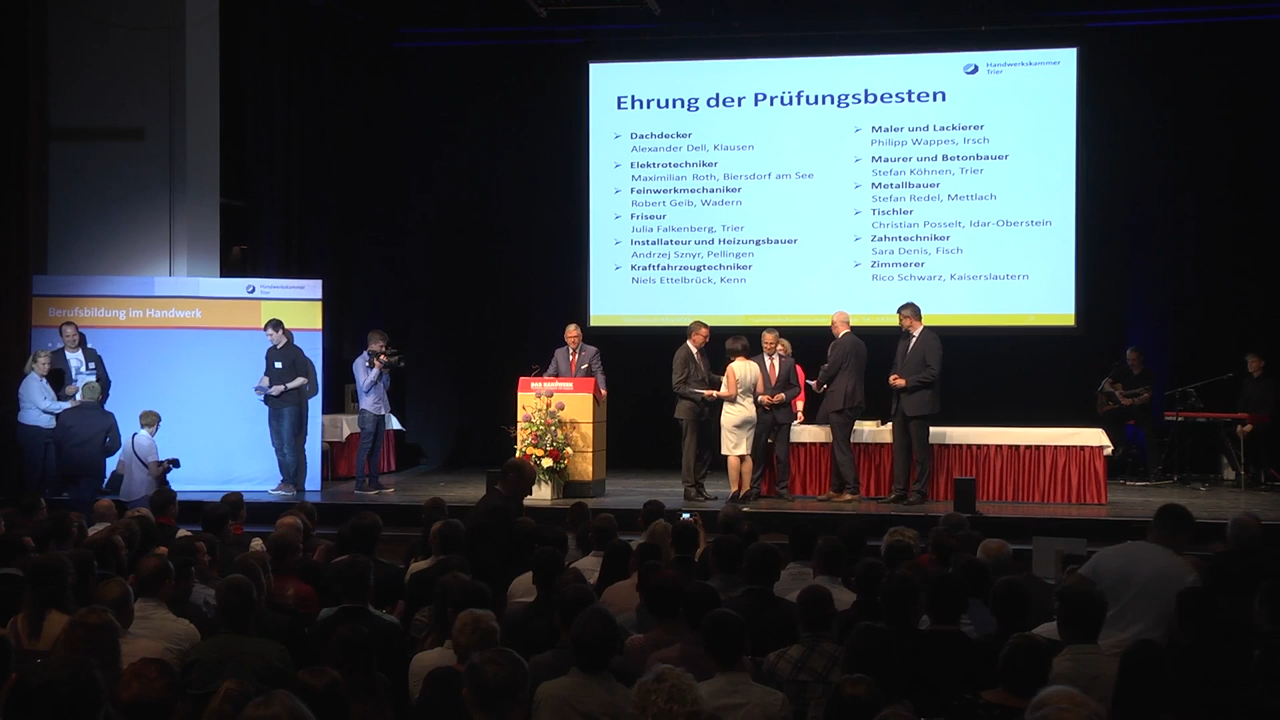 Handwerkskammer
Trier
Ehrung der Prüfungsbesten
Dachdecker
Alexander Dell, Klausen
Elektrotechniker
Maximilian Roth, Biersdorf am See
Feinwerkmechaniker
Robert Geib, Wadern
Friseur
Julia Falkenberg, Trier
Installateur und Heizungsbauer
Andrzej Sznyr, Pellingen
Kraftfahrzeugtechniker
Niels Ettelbrück, Kenn
Maler und Lackierer
Philipp Wappes, Irsch
Maurer und Betonbauer
Stefan Köhnen, Trier
Metallbauer
Stefan Redel, Mettlach
Tischler
Christian Posselt, Idar-Oberstein
Zahntechniker
Sara Denis, Fisch
Zimmerer
Rico Schwarz, Kaiserslautern
Handwerkskammer
Trier
Berufsbildung im Handwerk
DAS HANDWERK